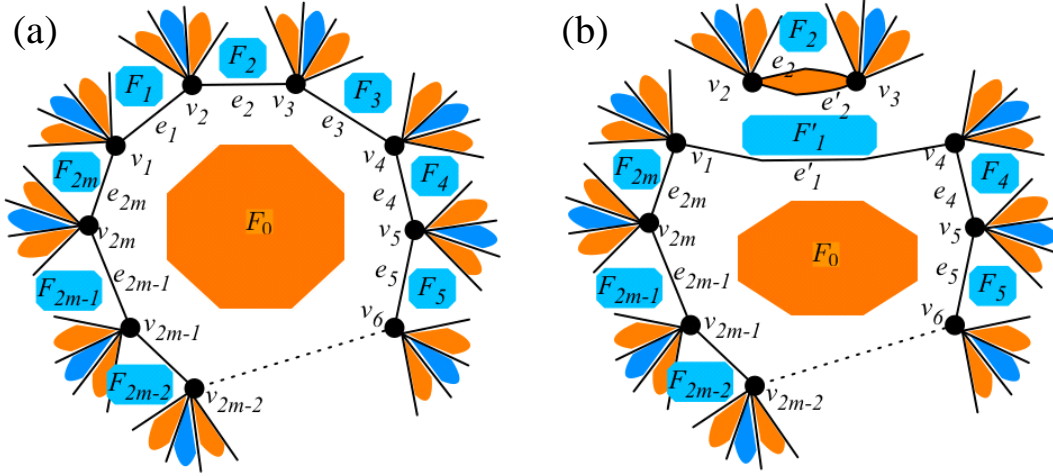 (a)
F₂
F₁
v₂
e₂
v₃
F₃
e₁
e₃
v₁
v₄
F₂ₘ
F₄
e₂ₘ
e₄
F₀
v₂ₘ
v₅
e₂ₘ₋₁
e₅
F₂ₘ₋₁
F₅
v₆
v₂ₘ₋₁
F₂ₘ₋₂
v₂ₘ₋₂
(b)
F₂
e₂
v₂
e'₂
v₃
F'₁
v₁
v₄
e'₁
F₂ₘ
F₄
e₂ₘ
e₄
v₂ₘ
v₅
F₀
e₂ₘ₋₁
e₅
F₂ₘ₋₁
F₅
v₆
v₂ₘ₋₁
F₂ₘ₋₂
v₂ₘ₋₂